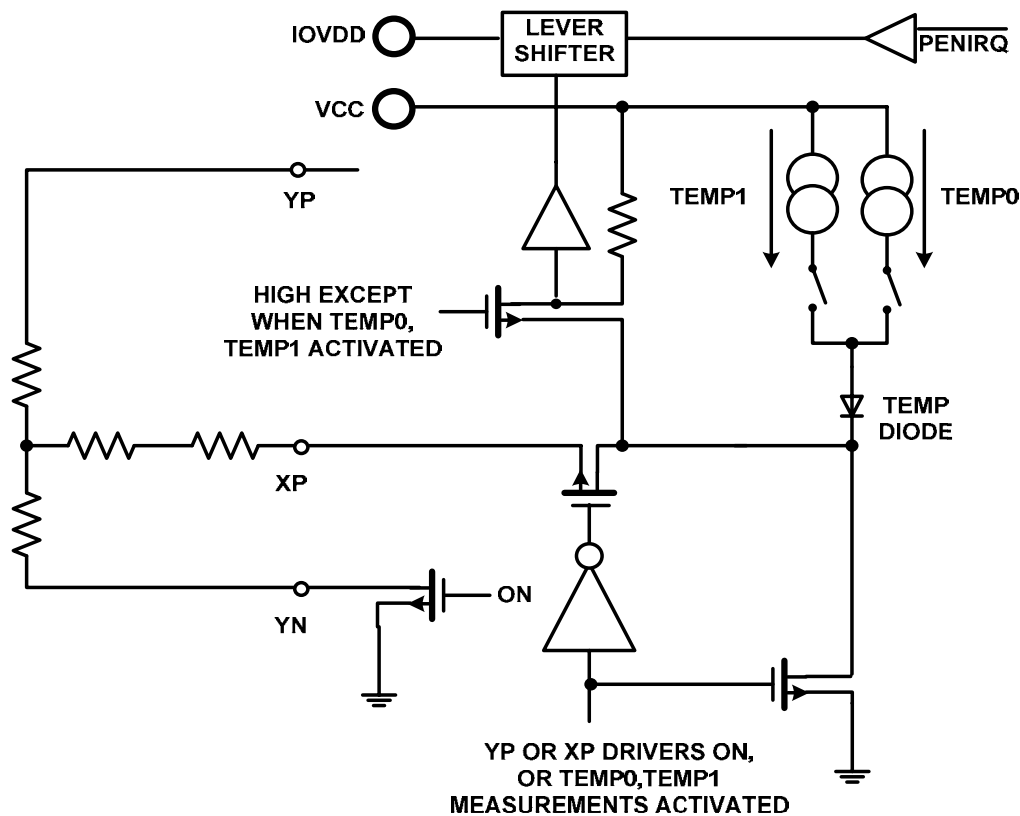 IOVDD
LEVER
SHIFTER
PENIRQ
VCC
YP
TEMP1
TEMP0
HIGH EXCEPT
WHEN TEMP0,
TEMP1 ACTIVATED
TEMP
DIODE
XP
YN
ON
YP OR XP DRIVERS ON,
OR TEMP0,TEMP1
MEASUREMENTS ACTIVATED